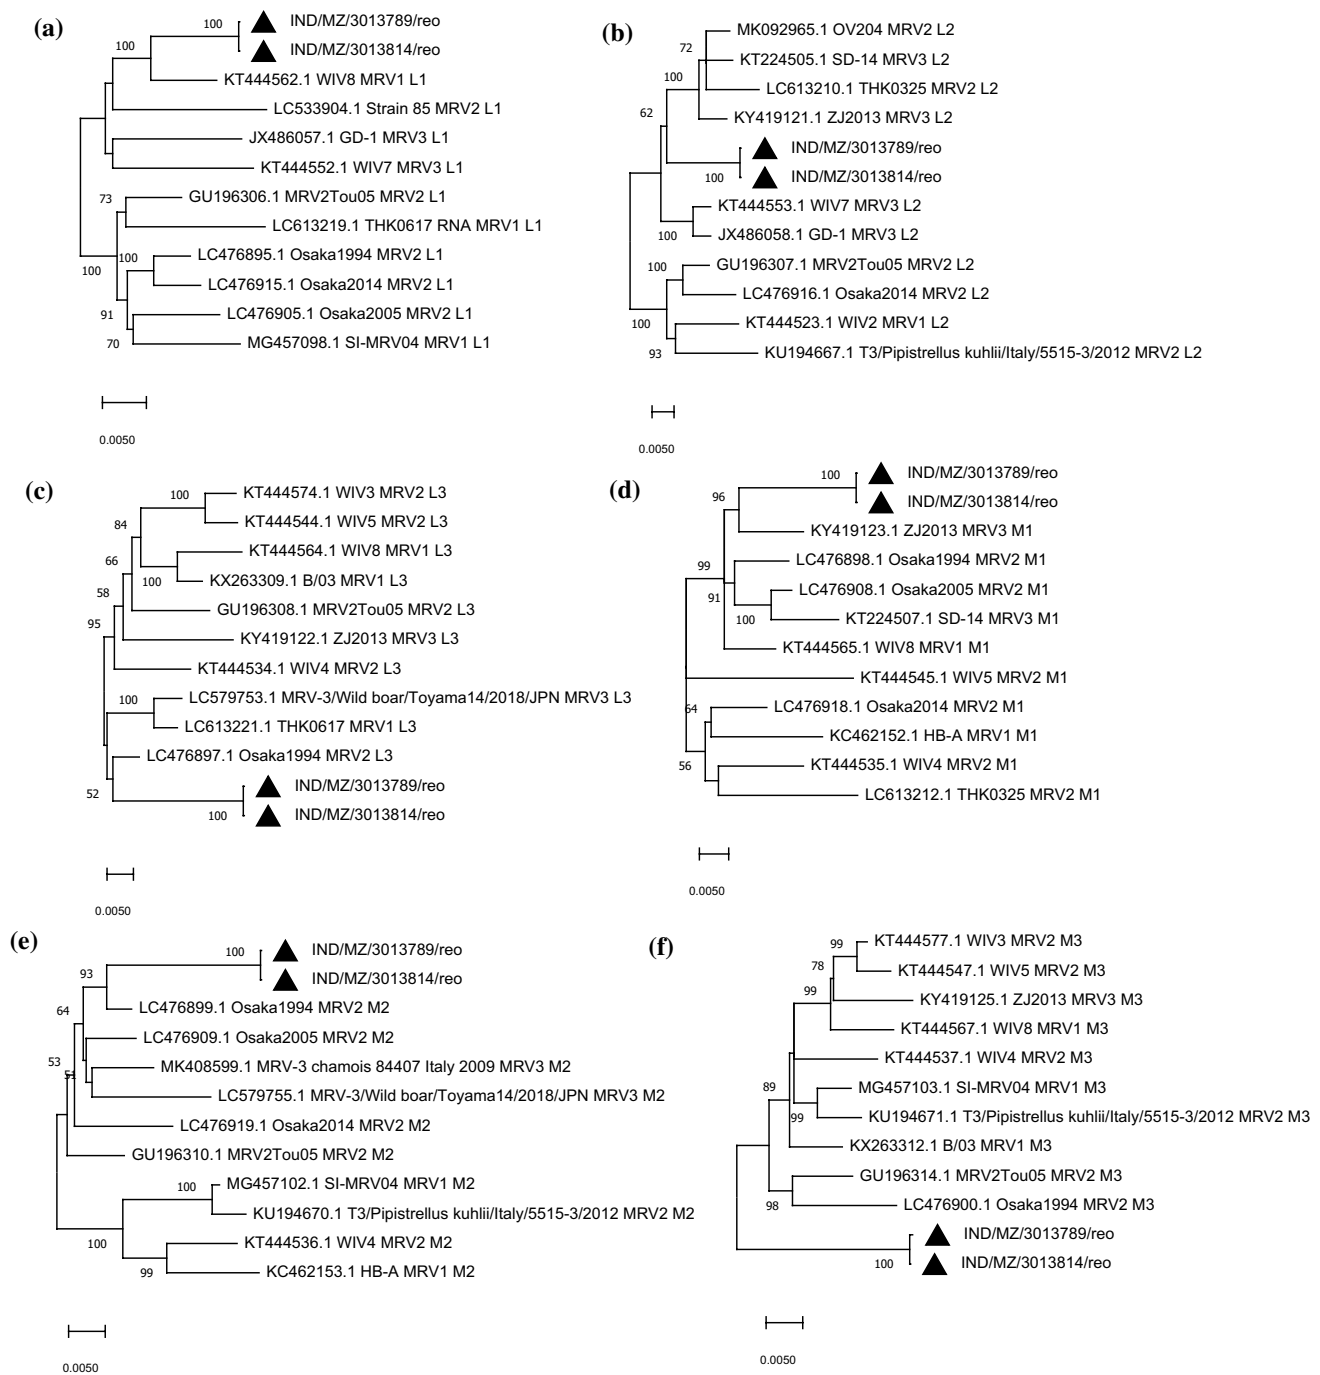 (a)
100
IND/MZ/3013789/reo
IND/MZ/3013814/reo
100
KT444562.1 WIV8 MRV1 L1
LC533904.1 Strain 85 MRV2 L1
JX486057.1 GD-1 MRV3 L1
KT444552.1 WIV7 MRV3 L1
73
GU196306.1 MRV2Tou05 MRV2 L1
LC613219.1 THK0617 RNA MRV1 L1
100
100
LC476895.1 Osaka1994 MRV2 L1
LC476915.1 Osaka2014 MRV2 L1
91
LC476905.1 Osaka2005 MRV2 L1
70
MG457098.1 SI-MRV04 MRV1 L1
0.0050
(b)
MK092965.1 OV204 MRV2 L2
72
KT224505.1 SD-14 MRV3 L2
100
LC613210.1 THK0325 MRV2 L2
62
KY419121.1 ZJ2013 MRV3 L2
IND/MZ/3013789/reo
100
IND/MZ/3013814/reo
KT444553.1 WIV7 MRV3 L2
100
JX486058.1 GD-1 MRV3 L2
100
GU196307.1 MRV2Tou05 MRV2 L2
LC476916.1 Osaka2014 MRV2 L2
100
KT444523.1 WIV2 MRV1 L2
93
KU194667.1 T3/Pipistrellus kuhlii/Italy/5515-3/2012 MRV2 L2
0.0050
(c)
100
KT444574.1 WIV3 MRV2 L3
84
KT444544.1 WIV5 MRV2 L3
66
KT444564.1 WIV8 MRV1 L3
100
KX263309.1 B/03 MRV1 L3
58
GU196308.1 MRV2Tou05 MRV2 L3
95
KY419122.1 ZJ2013 MRV3 L3
KT444534.1 WIV4 MRV2 L3
100
LC579753.1 MRV-3/Wild boar/Toyama14/2018/JPN MRV3 L3
LC613221.1 THK0617 MRV1 L3
LC476897.1 Osaka1994 MRV2 L3
52
IND/MZ/3013789/reo
100
IND/MZ/3013814/reo
0.0050
(d)
100
IND/MZ/3013789/reo
96
IND/MZ/3013814/reo
KY419123.1 ZJ2013 MRV3 M1
99
LC476898.1 Osaka1994 MRV2 M1
91
LC476908.1 Osaka2005 MRV2 M1
100
KT224507.1 SD-14 MRV3 M1
KT444565.1 WIV8 MRV1 M1
KT444545.1 WIV5 MRV2 M1
64
LC476918.1 Osaka2014 MRV2 M1
KC462152.1 HB-A MRV1 M1
56
KT444535.1 WIV4 MRV2 M1
LC613212.1 THK0325 MRV2 M1
0.0050
(e)
100
IND/MZ/3013789/reo
93
IND/MZ/3013814/reo
64
LC476899.1 Osaka1994 MRV2 M2
LC476909.1 Osaka2005 MRV2 M2
53
51
MK408599.1 MRV-3 chamois 84407 Italy 2009 MRV3 M2
LC579755.1 MRV-3/Wild boar/Toyama14/2018/JPN MRV3 M2
LC476919.1 Osaka2014 MRV2 M2
GU196310.1 MRV2Tou05 MRV2 M2
100
MG457102.1 SI-MRV04 MRV1 M2
KU194670.1 T3/Pipistrellus kuhlii/Italy/5515-3/2012 MRV2 M2
100
KT444536.1 WIV4 MRV2 M2
99
KC462153.1 HB-A MRV1 M2
0.0050
(f)
99
KT444577.1 WIV3 MRV2 M3
78
KT444547.1 WIV5 MRV2 M3
99
KY419125.1 ZJ2013 MRV3 M3
KT444567.1 WIV8 MRV1 M3
KT444537.1 WIV4 MRV2 M3
89
MG457103.1 SI-MRV04 MRV1 M3
99
KU194671.1 T3/Pipistrellus kuhlii/Italy/5515-3/2012 MRV2 M3
KX263312.1 B/03 MRV1 M3
GU196314.1 MRV2Tou05 MRV2 M3
98
LC476900.1 Osaka1994 MRV2 M3
IND/MZ/3013789/reo
100
IND/MZ/3013814/reo
0.0050